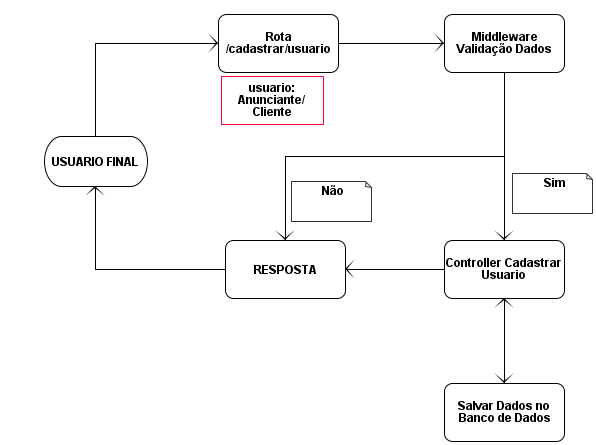 Rota
/cadastrar/usuario
Middleware
Validação Dados
usuario:
Anunciante/
Cliente
USUARIO FINAL
Não
Sim
RESPOSTA
Controller Cadastrar
Usuario
Salvar Dados no
Banco de Dados